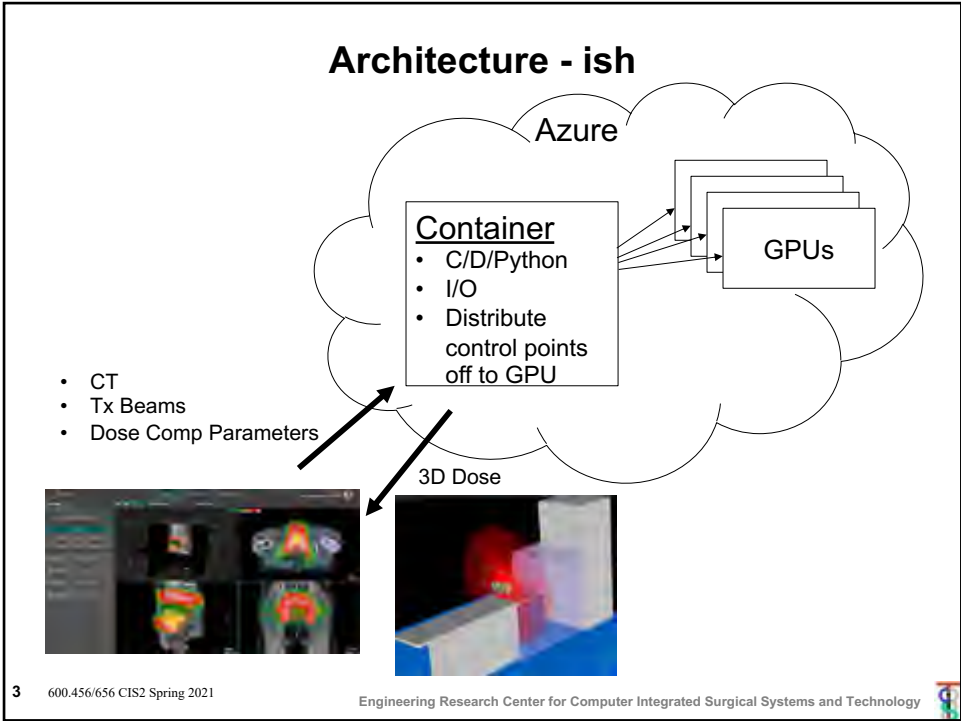 Architecture - ish
Azure
Container
• C/D/Python
• I/O
• Distribute
control points
off to GPU
GPUs
• CT
• Tx Beams
• Dose Comp Parameters
3D Dose
3 600.456/656 CIS2 Spring 2021
Engineering Research Center for Computer Integrated Surgical Systems and Technology